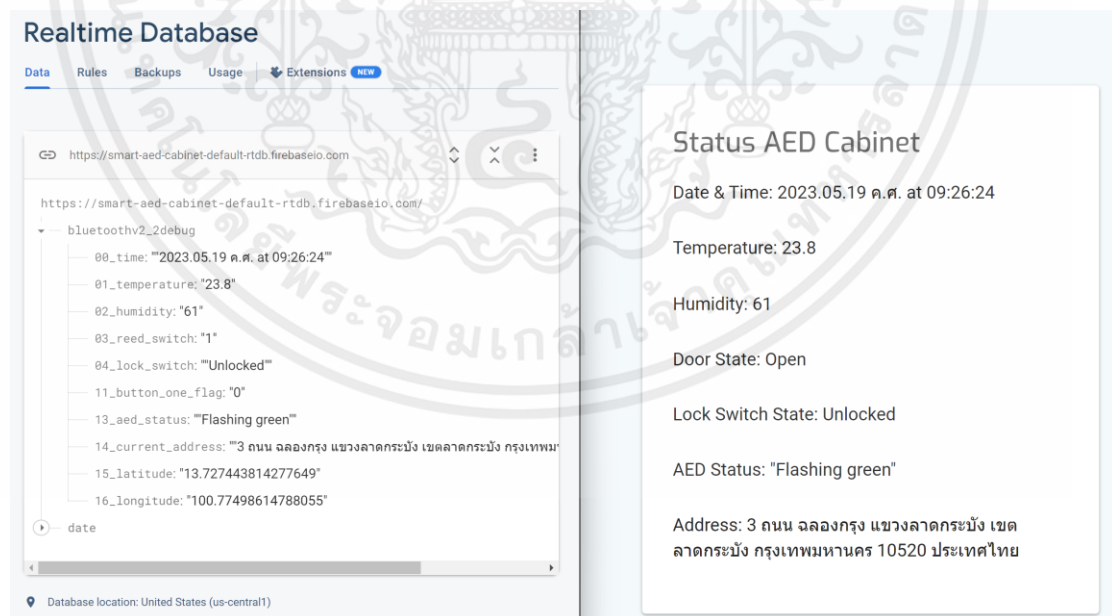 Realtime Database
Data Rules Backups Usage Extensions NEW
https://smart-aed-cabinet-default-rtdb.firebaseio.com
https://smart-aed-cabinet-default-rtdb.firebaseio.com/
bluetoothv2_2debug
00_time: ""2023.05.19 ค.ศ. at 09:26:24""
01_temperature: "23.8"
02_humidity: "61"
03_reed_switch: "1"
04_lock_switch: ""Unlocked""
11_button_one_flag: "0"
13_aed_status: ""Flashing green""
14_current_address: ""3 ถนน ฉลองกรุง แขวงลาดกระบัง เขตลาดกระบัง กรุงเทพมห
15_latitude: "13.727443814277649"
16_longitude: "100.77498614788055"
date
Database location: United States (us-central1)
Status AED Cabinet
Date & Time: 2023.05.19 ค.ศ. at 09:26:24
Temperature: 23.8
Humidity: 61
Door State: Open
Lock Switch State: Unlocked
AED Status: "Flashing green"
Address: 3 ถนน ฉลองกรุง แขวงลาดกระบัง เขต
ลาดกระบัง กรุงเทพมหานคร 10520 ประเทศไทย